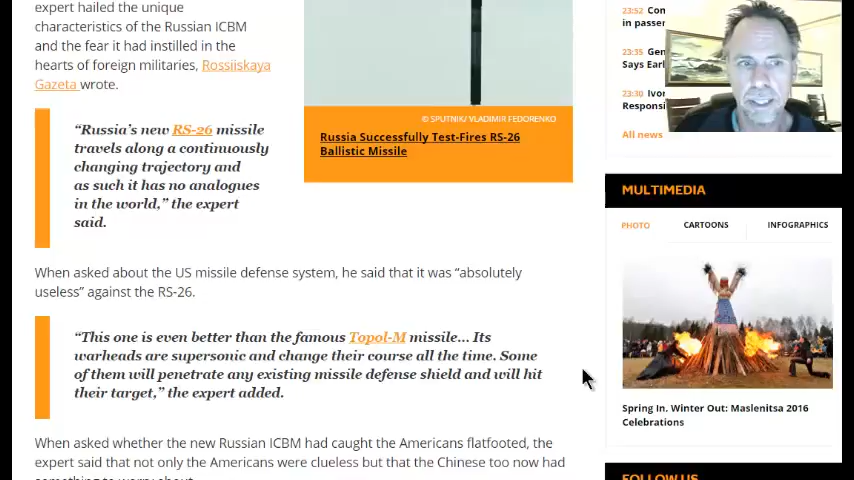 expert hailed the unique
characteristics of the Russian ICBM
and the fear it had instilled in the
hearts of foreign militaries, Rossiiskaya
Gazeta wrote.
“Russia’s new RS-26 missile
travels along a continuously
changing trajectory and
as such it has no analogues
in the world,” the expert
said.
© SPUTNIK/ VLADIMIR FEDORENKO
Russia Successfully Test-Fires RS-26
Ballistic Missile
When asked about the US missile defense system, he said that it was “absolutely
useless” against the RS-26.
“This one is even better than the famous Topol-M missile... Its
warheads are supersonic and change their course all the time. Some
of them will penetrate any existing missile defense shield and will hit
their target,” the expert added.
When asked whether the new Russian ICBM had caught the Americans flatfooted, the
expert said that not only the Americans were clueless but that the Chinese too now had
something to worry about.
23:52
in
23:35
Says
23:30
All news
MULTIMEDIA
PHOTO
CARTOONS
INFOGRAPHICS
Spring In, Winter Out: Maslenitsa 2016
Celebrations
FOLLOW US